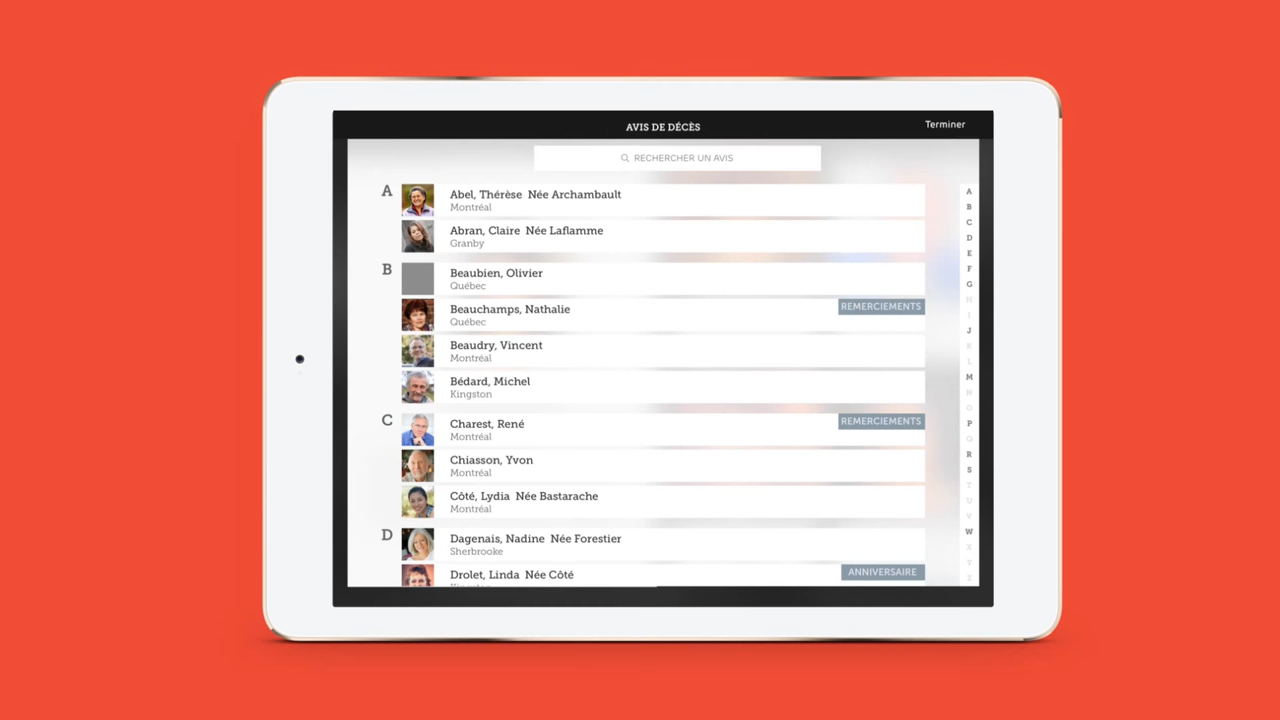 AVIS DE DÉCÈS
Terminer
RECHERCHER UN AVIS
A
Abel, Thérèse Née Archambault
Montréal
Abran, Claire Née Laflamme
Granby
B
Beaubien, Olivier
Québec
Beauchamps, Nathalie
REMERCIEMENTS
Québec
Beaudry, Vincent
Montréal
Bédard, Michel
Kingston
C
Charest, René
REMERCIEMENTS
Montréal
Chiasson, Yvon
Montréal
Côté, Lydia Née Bastarache
Montréal
D
Dagenais, Nadine Née Forestier
Sherbrooke
Drolet, Linda Née Côté
ANNIVERSAIRE
A
B
C
D
E
F
G
H
I
J
K
L
M
N
O
P
Q
R
S
T
U
V
W
X
Y
Z